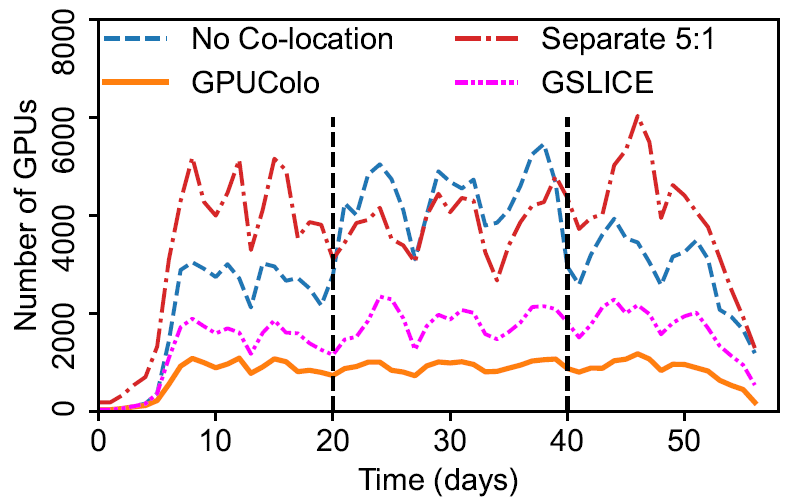 No Co-location
Separate 5:1
GPUColo
GSLICE
Number of GPUs
8000
6000
4000
2000
0
0 10 20 30 40 50
Time (days)